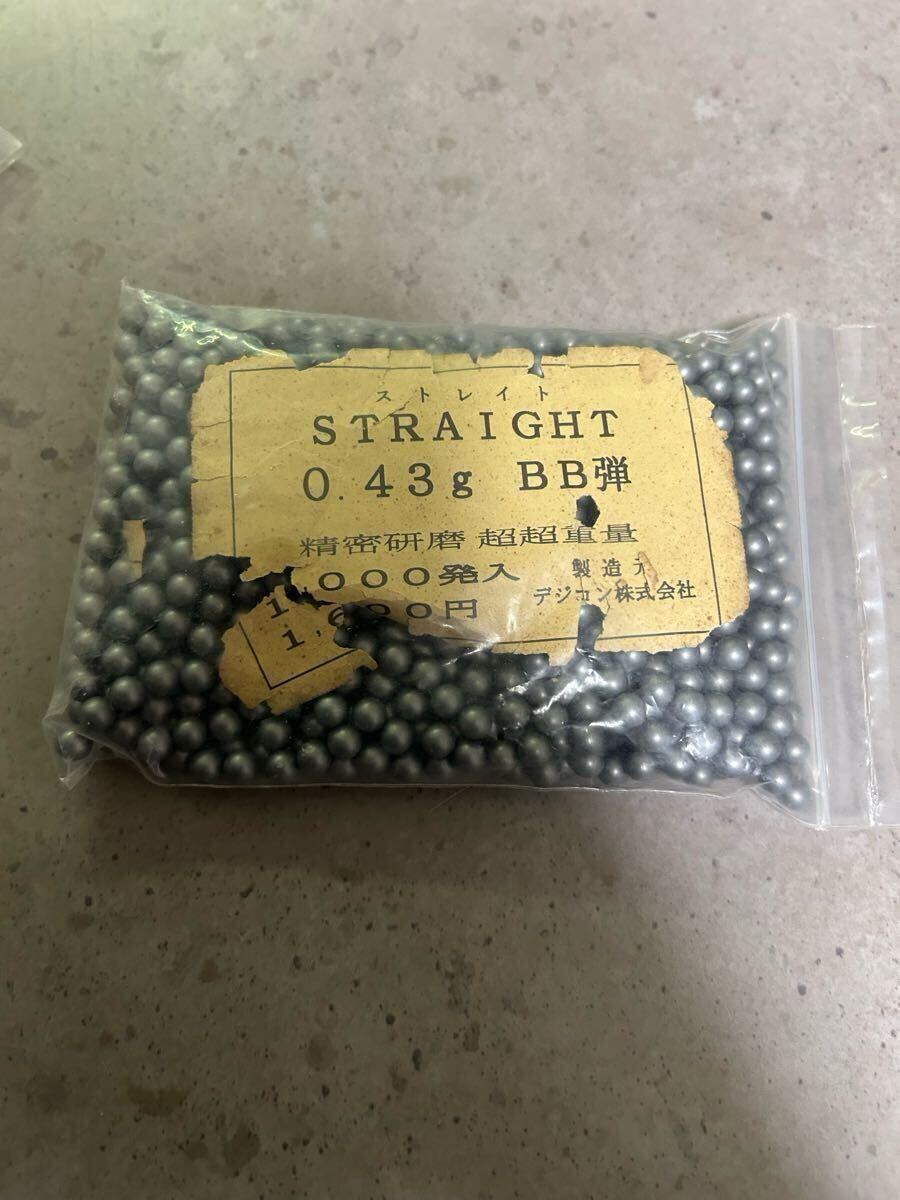 ストレイト
STRAIGHT
0.43g BB弾
精密研磨 超超重量
1,000発入
製造元
デジコン株式会社
円